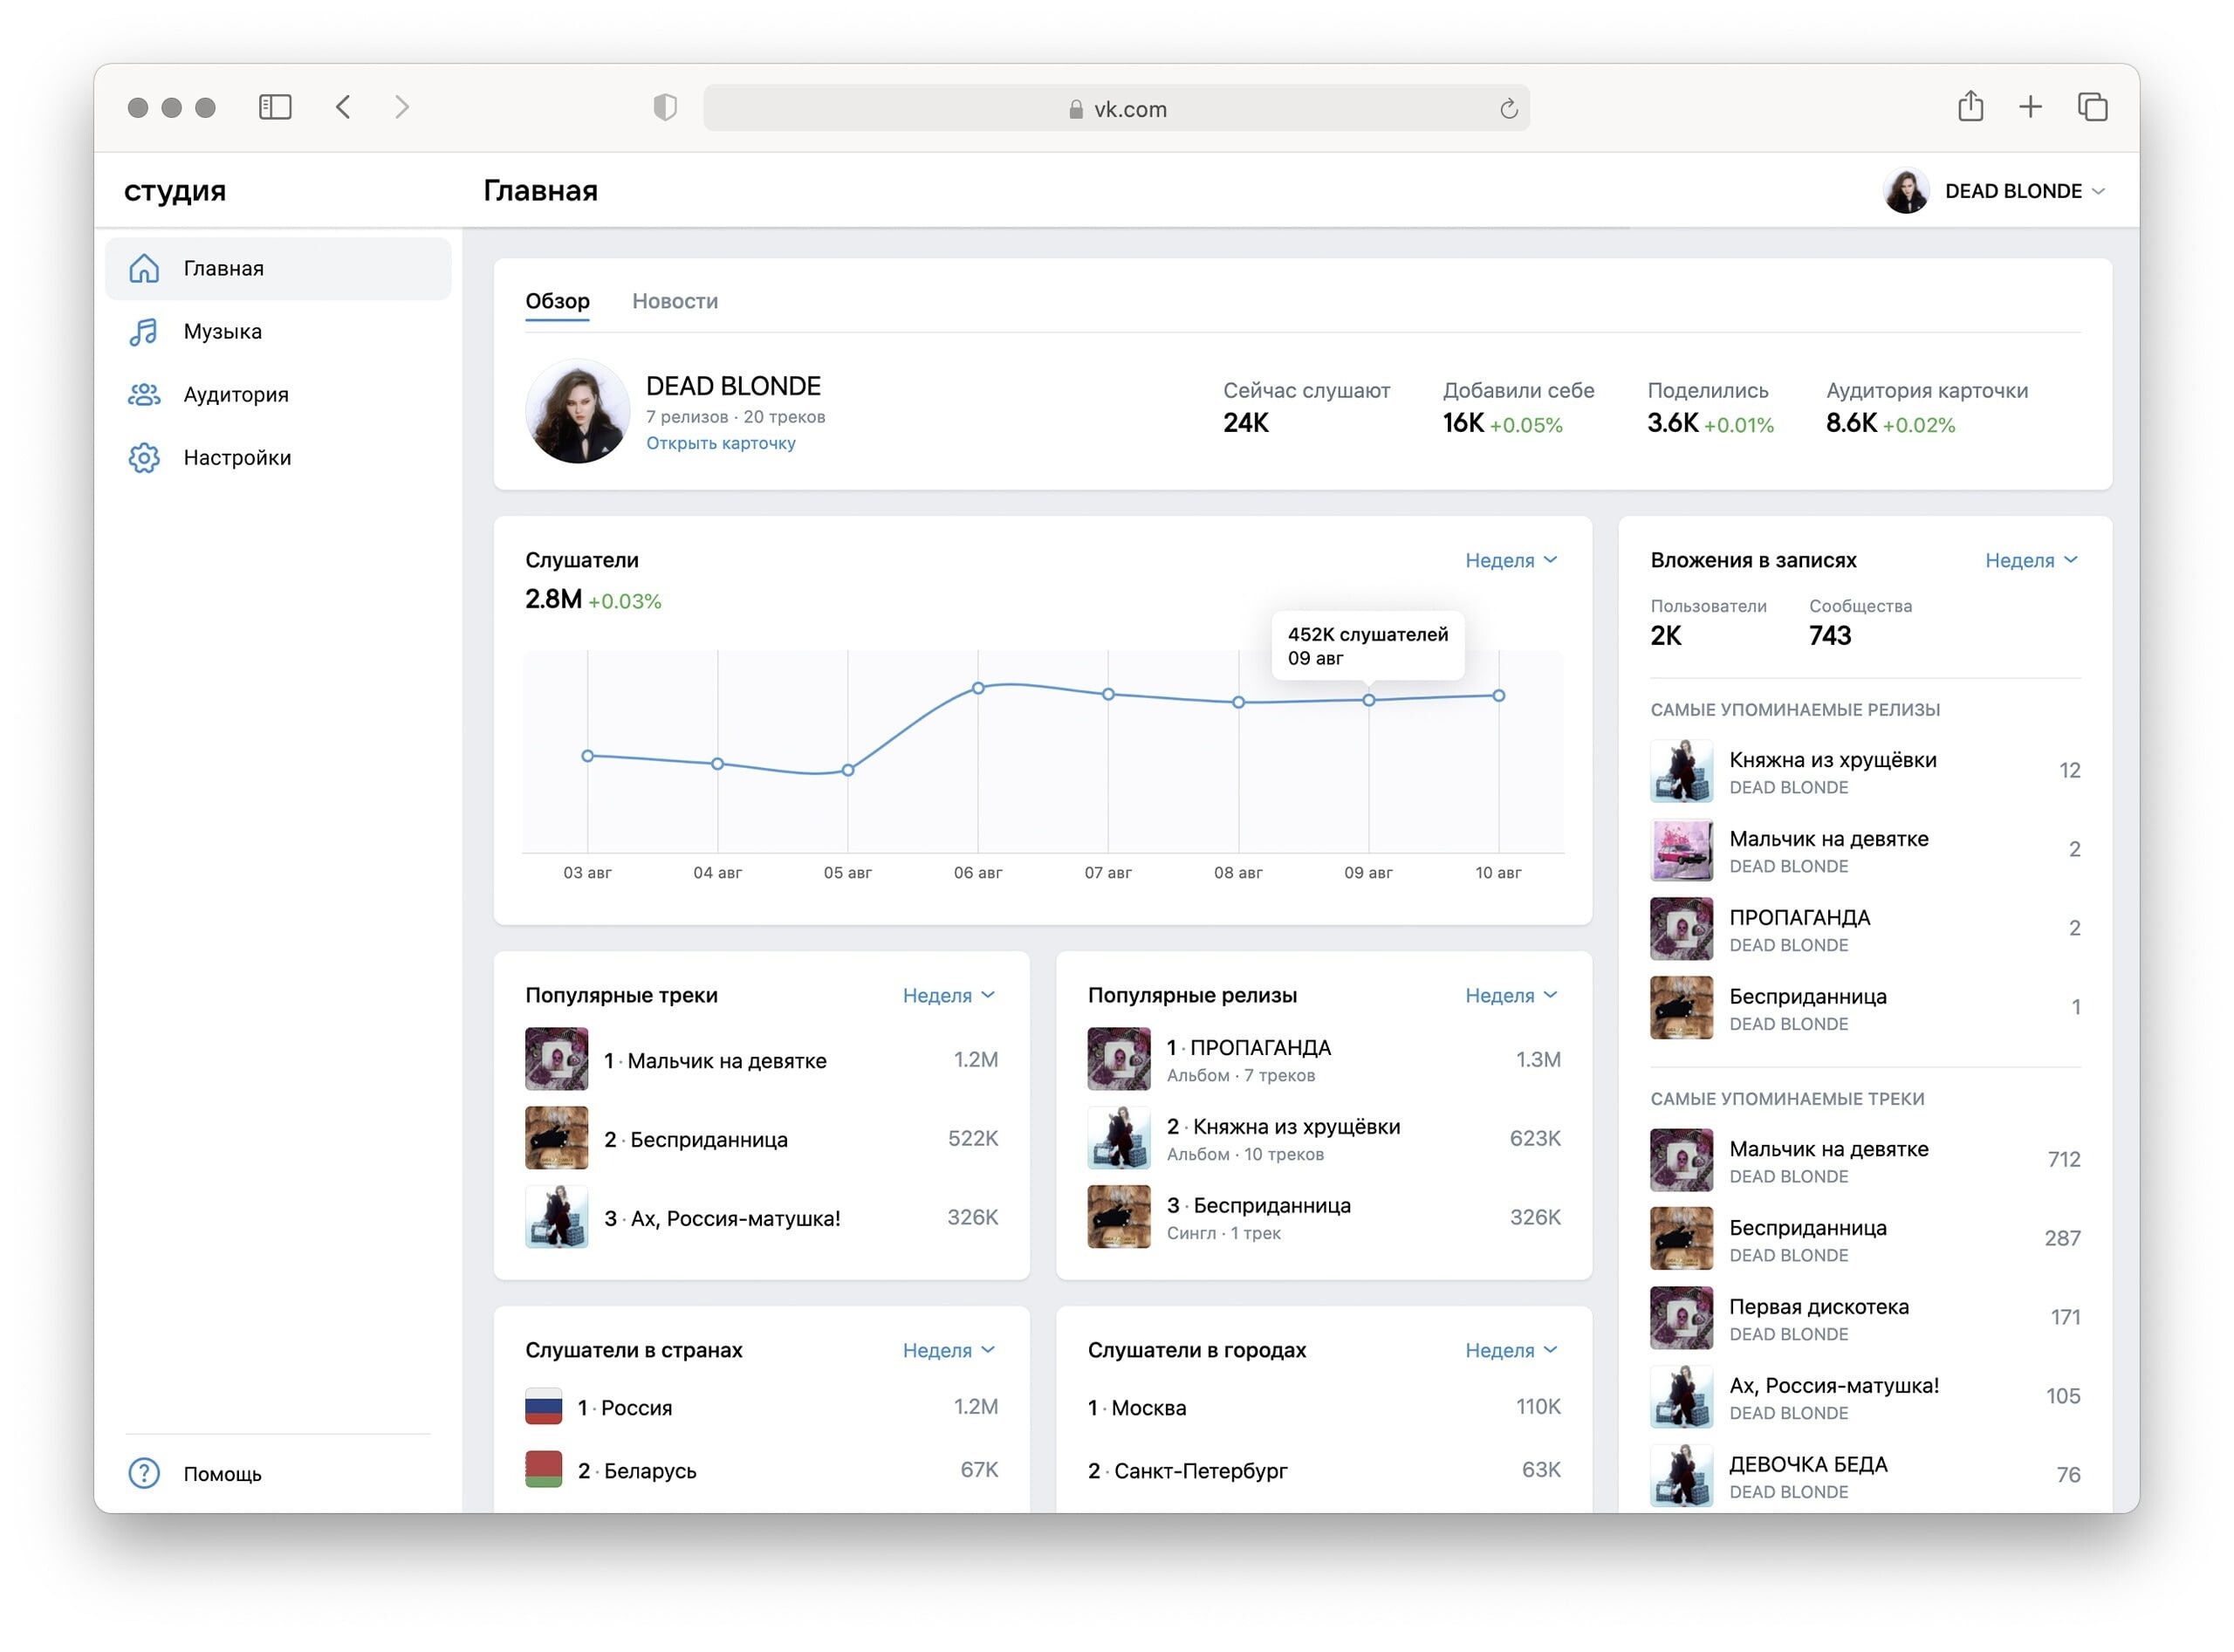 vk.com
студия
Главная
DEAD BLONDE
Главная
Музыка
Аудитория
Настройки
Помощь
Обзор
Новости
DEAD BLONDE
7 релизов · 20 треков
Открыть карточку
Сейчас слушают
24K
Добавили себе
16K +0.05%
Поделились
3.6K +0.01%
Аудитория карточки
8.6K +0.02%
Слушатели
Неделя
2.8M +0.03%
452K слушателей
09 авг
03 авг
04 авг
05 авг
06 авг
07 авг
08 авг
09 авг
10 авг
Популярные треки
Неделя
1 · Мальчик на девятке
1.2M
2 · Бесприданница
522K
3 · Ах, Россия-матушка!
326K
Популярные релизы
Неделя
1 · ПРОПАГАНДА
Альбом · 7 треков
1.3M
2 · Княжна из хрущёвки
Альбом · 10 треков
623K
3 · Бесприданница
Сингл · 1 трек
326K
Слушатели в странах
Неделя
1 · Россия
1.2M
2 · Беларусь
67K
Слушатели в городах
Неделя
1 · Москва
110K
2 · Санкт-Петербург
63K
Вложения в записях
Неделя
Пользователи
2K
Сообщества
743
САМЫЕ УПОМИНАЕМЫЕ РЕЛИЗЫ
Княжна из хрущёвки
DEAD BLONDE
12
Мальчик на девятке
DEAD BLONDE
2
ПРОПАГАНДА
DEAD BLONDE
2
Бесприданница
DEAD BLONDE
1
САМЫЕ УПОМИНАЕМЫЕ ТРЕКИ
Мальчик на девятке
DEAD BLONDE
712
Бесприданница
DEAD BLONDE
287
Первая дискотека
DEAD BLONDE
171
Ах, Россия-матушка!
DEAD BLONDE
105
ДЕВОЧКА БЕДА
DEAD BLONDE
76